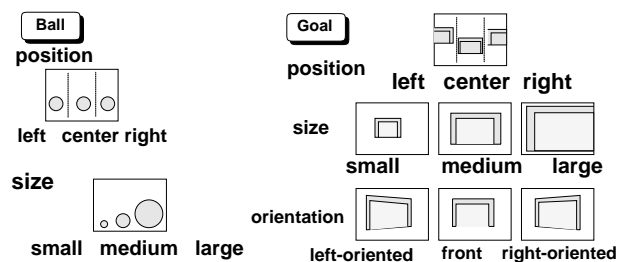 Ball
position
left center right
size
small medium large
Goal
position
left center right
size
small medium large
orientation
left-oriented front right-oriented